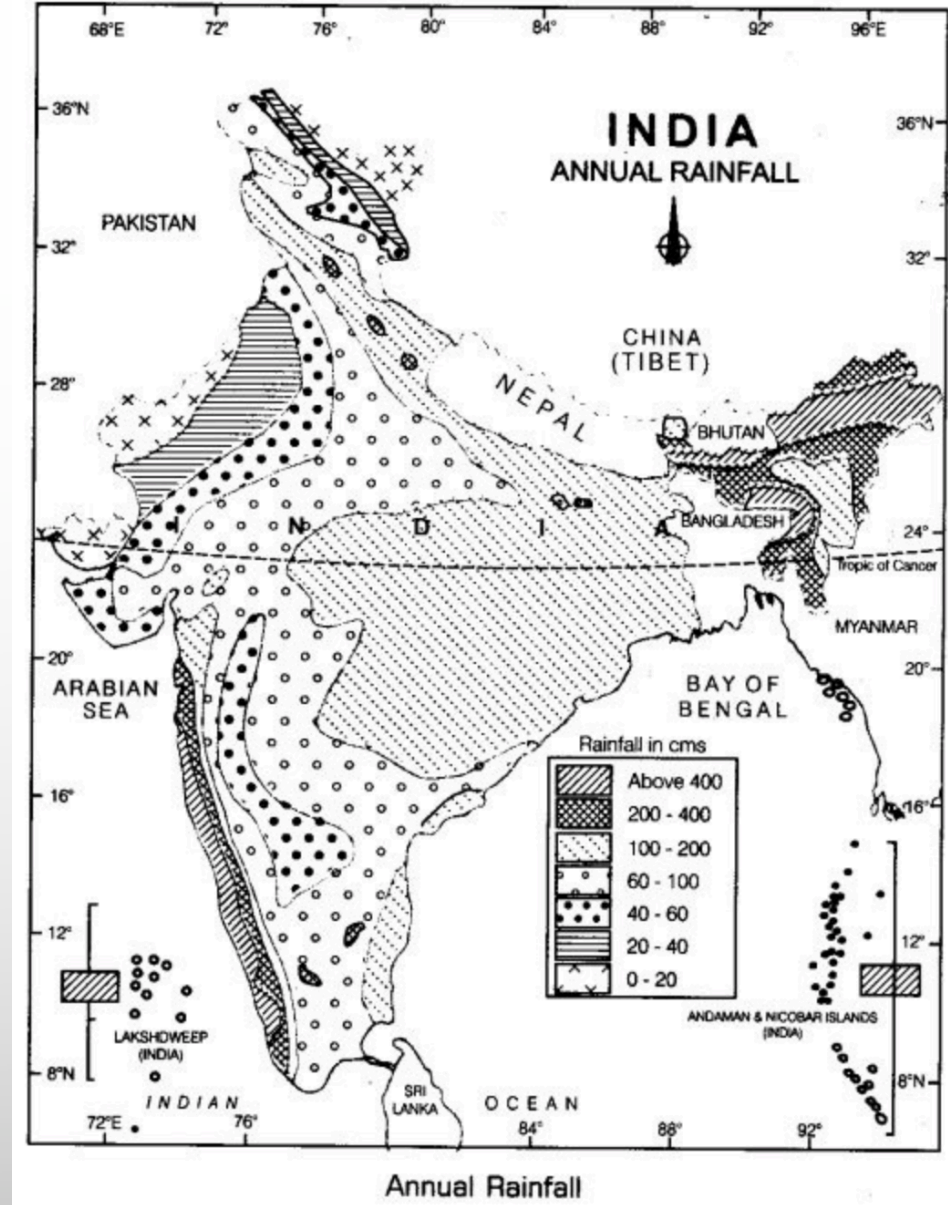 68°E 72° 76° 80° 84° 88° 92° 96°E
36°N
36°N
INDIA
ANNUAL RAINFALL
PAKISTAN
32°
32°
CHINA
(TIBET)
28°
28°
NEPAL
BHUTAN
I N D I A
BANGLADESH
24°
24°
Tropic of Cancer
MYANMAR
20°
20°
ARABIAN
SEA
BAY OF
BENGAL
Rainfall in cms
Above 400
200 - 400
100 - 200
60 - 100
40 - 60
20 - 40
0 - 20
16°
16°
12°
12°
LAKSHDWEEP
(INDIA)
ANDAMAN & NICOBAR ISLANDS
(INDIA)
8°N
8°N
SRI
LANKA
INDIAN OCEAN
72°E 76° 84° 88° 92°
Annual Rainfall